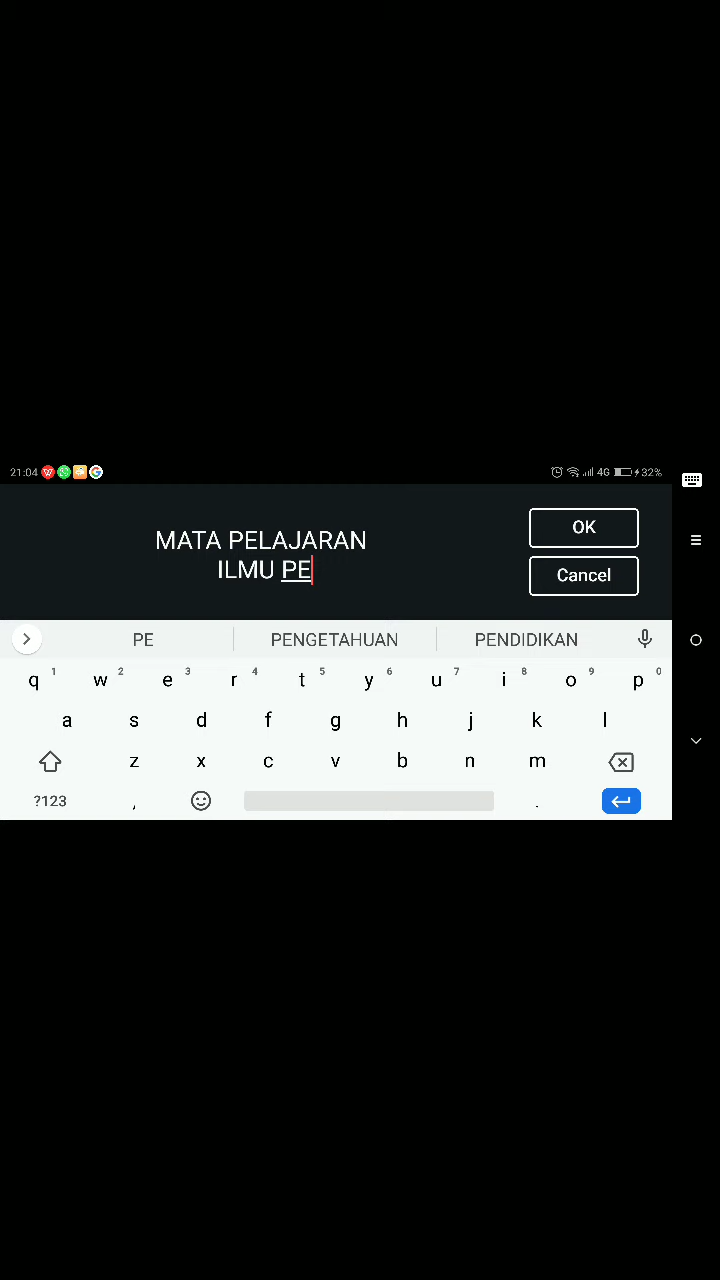 21:04 4G 32%
MATA PELAJARAN
ILMU PE
OK
Cancel
PE PENGETAHUAN PENDIDIKAN
q 1 w 2 e 3 r 4 t 5 y 6 u 7 i 8 o 9 p 0
a s d f g h j k l
z x c v b n m
?123 , .